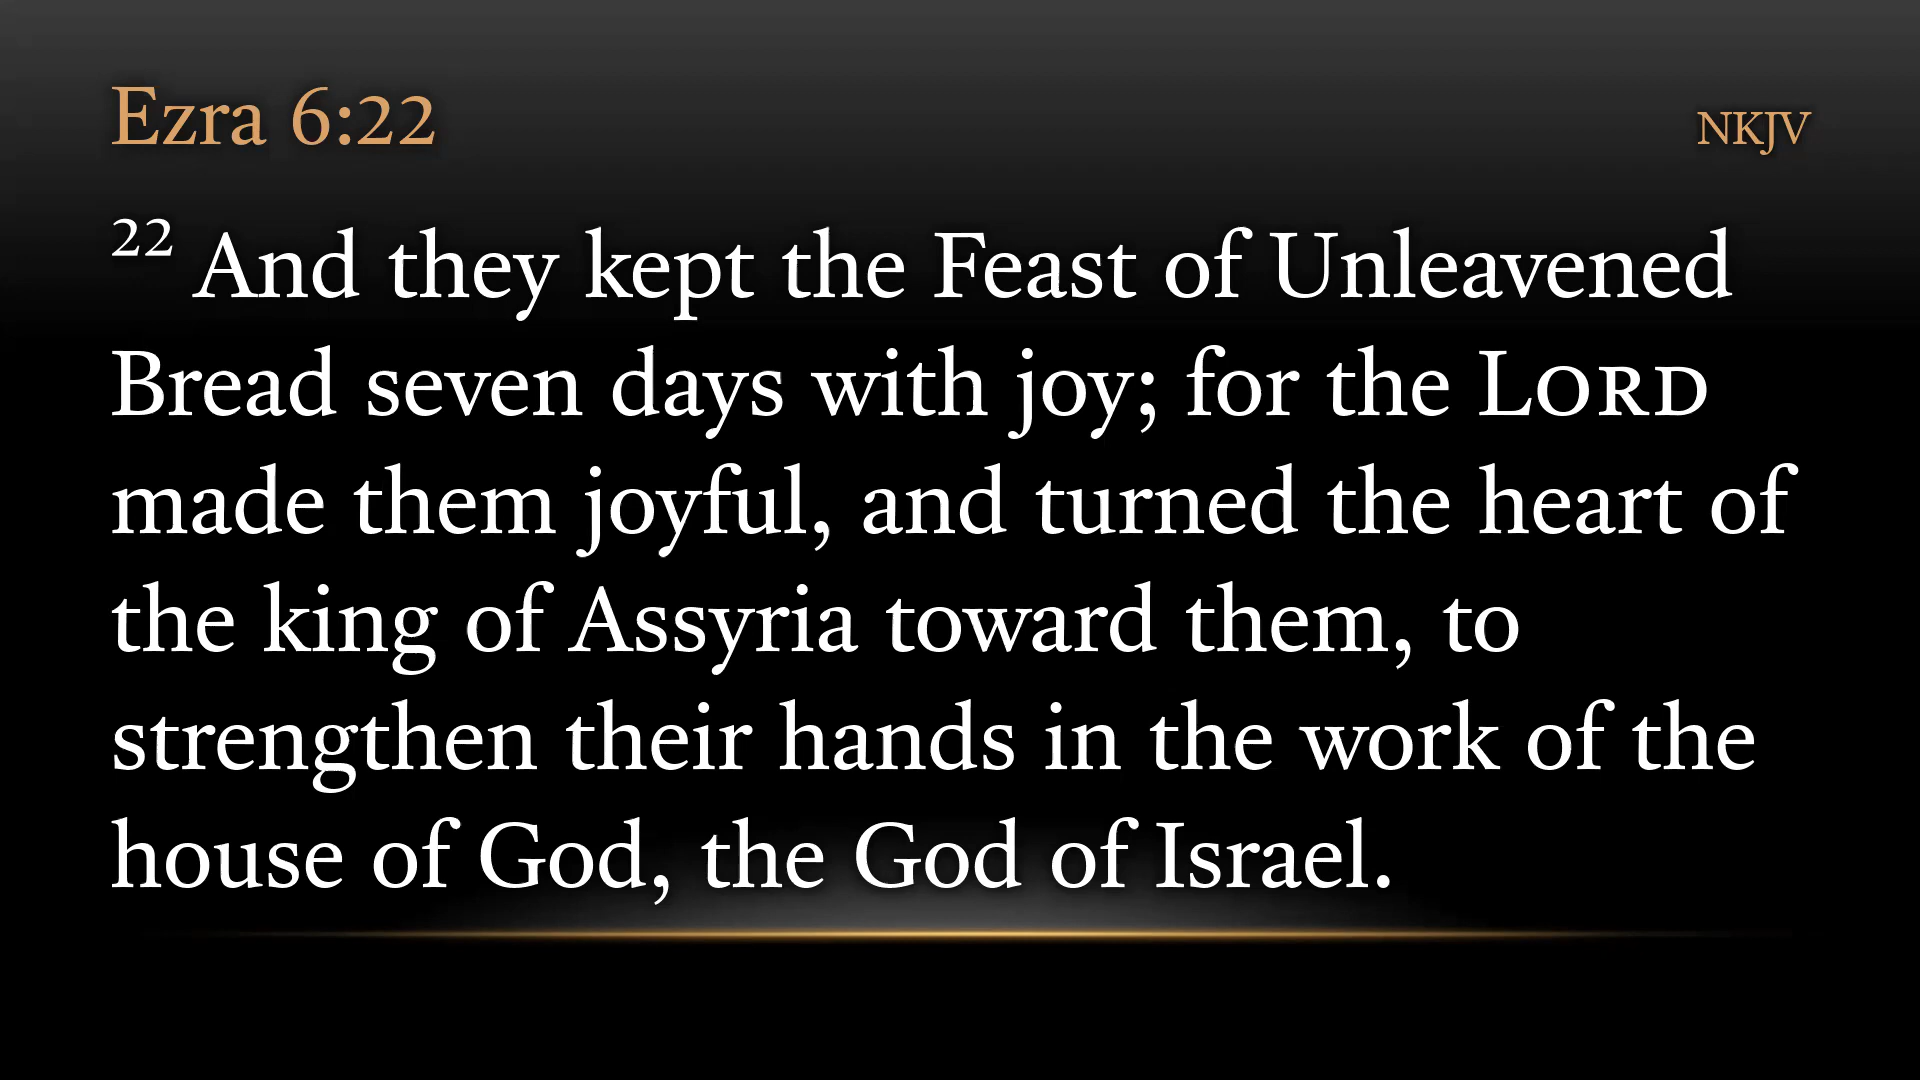 Ezra 6:22
NKJV
22 And they kept the Feast of Unleavened
Bread seven days with joy; for the LORD
made them joyful, and turned the heart of
the king of Assyria toward them, to
strengthen their hands in the work of the
house of God, the God of Israel.